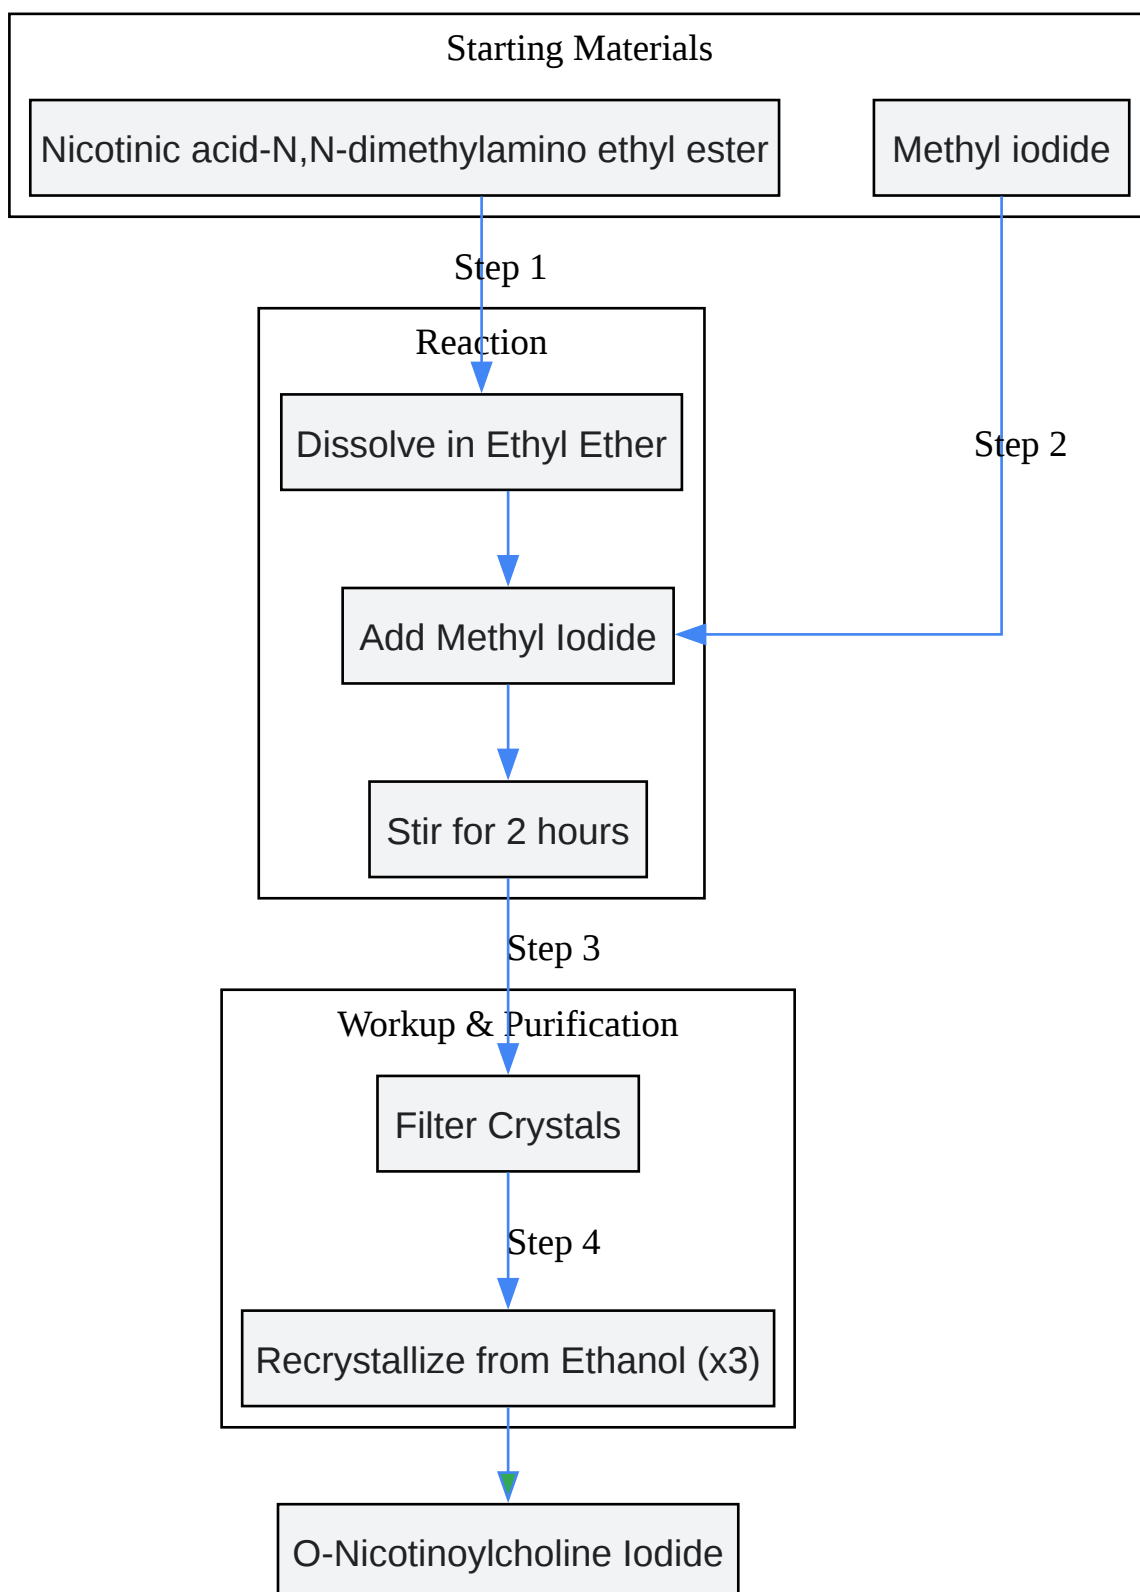 Starting Materials
Nicotinic acid-N,N-dimethylamino ethyl ester
Methyl iodide
Step 1
Reaction
Dissolve in Ethyl Ether
Step 2
Add Methyl Iodide
Stir for 2 hours
Step 3
Workup & Purification
Filter Crystals
Step 4
Recrystallize from Ethanol (x3)
O-Nicotinoylcholine Iodide